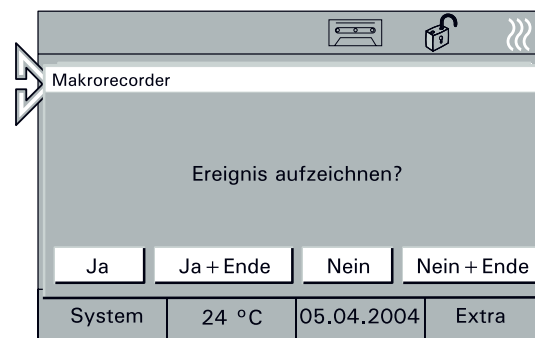 Makrorecorder
Ereignis aufzeichnen?
Ja Ja + Ende Nein Nein + Ende
System 24 °C 05.04.2004 Extra